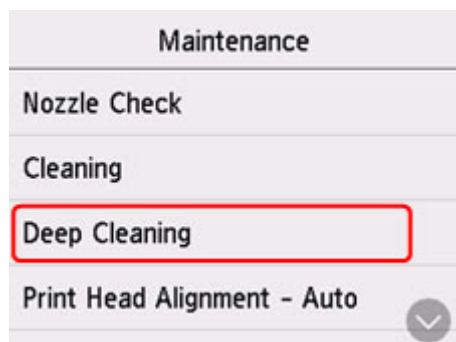 Maintenance
Nozzle Check
Cleaning
Deep Cleaning
Print Head Alignment - Auto